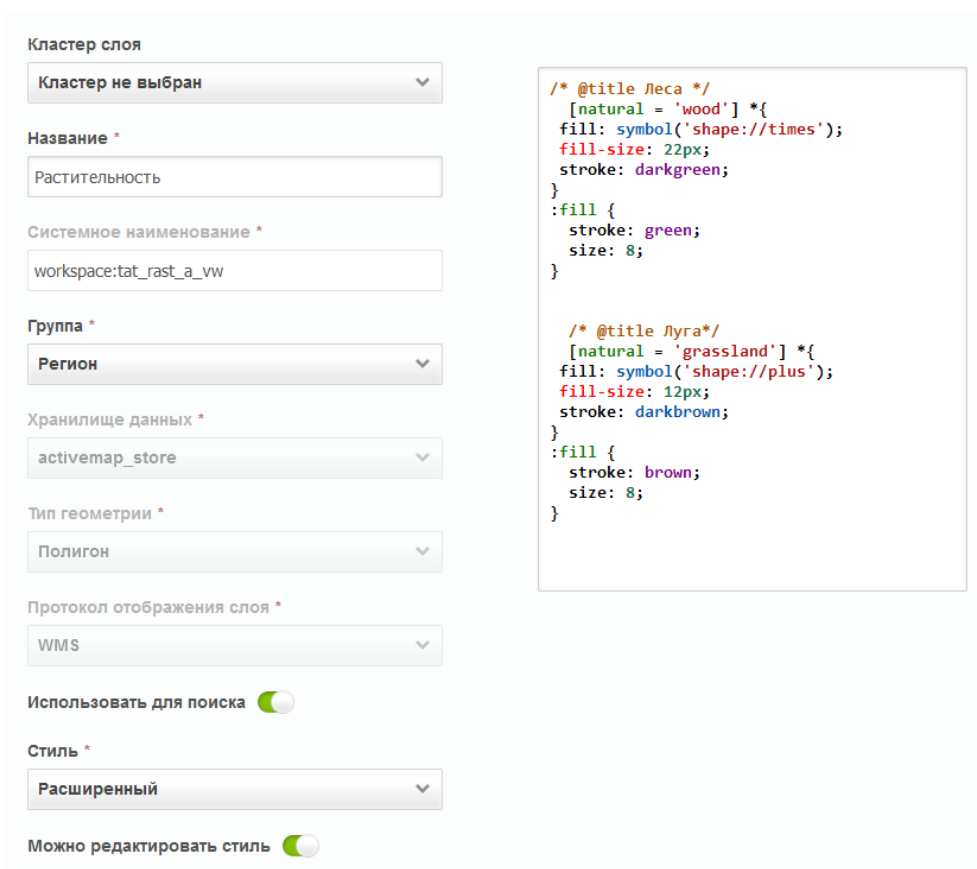 Кластер слоя
Кластер не выбран
Название *
Растительность
Системное наименование *
workspace:tat_rast_a_vw
Группа *
Регион
Хранилище данных *
activemap_store
Тип геометрии *
Полигон
Протокол отображения слоя *
WMS
Использовать для поиска
Стиль *
Расширенный
Можно редактировать стиль
/* @title Леса */
[natural = 'wood'] *{
fill: symbol('shape://times');
fill-size: 22px;
stroke: darkgreen;
}
:fill {
stroke: green;
size: 8;
}
/* @title Луга*/
[natural = 'grassland'] *{
fill: symbol('shape://plus');
fill-size: 12px;
stroke: darkbrown;
}
:fill {
stroke: brown;
size: 8;
}